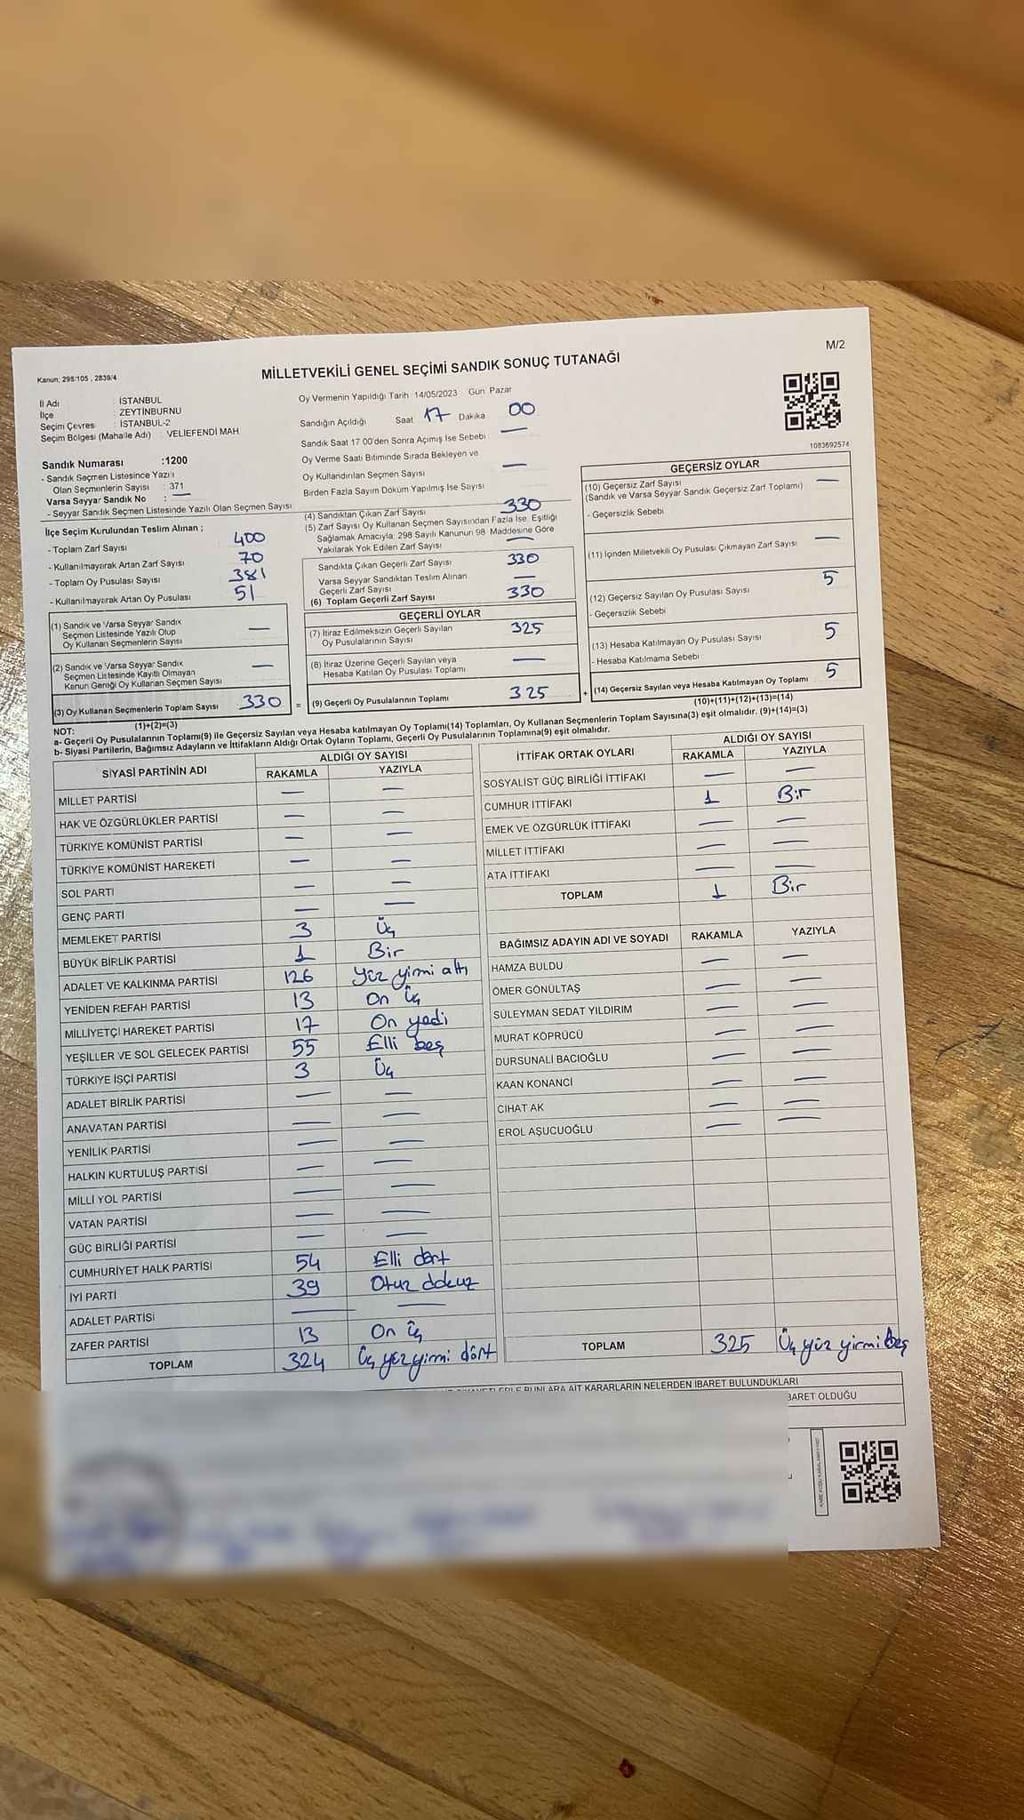 M/2
Kanun; 298/105 , 2839/4
MİLLETVEKİLİ GENEL SEÇİMİ SANDIK SONUÇ TUTANAĞI
İl Adı : İSTANBUL
İlçe : ZEYTİNBURNU
Seçim Çevresi : İSTANBUL-2
Seçim Bölgesi (Mahalle Adı) : VELİEFENDİ MAH
Oy Vermenin Yapıldığı Tarih 14/05/2023 Gün Pazar
Sandığın Açıldığı Saat 17 Dakika 00
Sandık Saat 17:00'den Sonra Açımış İse Sebebi —
Oy Verme Saati Bitiminde Sırada Bekleyen ve
Oy Kullandırılan Seçmen Sayısı —
Birden Fazla Sayım Döküm Yapılmış İse Sayısı
1083692574
Sandık Numarası :1200
- Sandık Seçmen Listesince Yazılı
Olan Seçmenlerin Sayısı : 371
Varsa Seyyar Sandık No : —
- Seyyar Sandık Seçmen Listesinde Yazılı Olan Seçmen Sayısı
İlçe Seçim Kurulundan Teslim Alınan ;
- Toplam Zarf Sayısı 400
- Kullanılmayarak Artan Zarf Sayısı 70
- Toplam Oy Pusulası Sayısı 381
- Kullanılmayarak Artan Oy Pusulası 51
(1) Sandık ve Varsa Seyyar Sandık
Seçmen Listesinde Yazılı Olup
Oy Kullanan Seçmenlerin Sayısı —
(2) Sandık ve Varsa Seyyar Sandık
Seçmen Listesinde Kayıtlı Olmayan
Kanun Gereği Oy Kullanan Seçmen Sayısı —
(3) Oy Kullanan Seçmenlerin Toplam Sayısı 330
(1)+(2)=(3)
(4) Sandıktan Çıkan Zarf Sayısı 330
(5) Zarf Sayısı Oy Kullanan Seçmen Sayısından Fazla İse, Eşitliği
Sağlamak Amacıyla; 298 Sayılı Kanunun 98. Maddesine Göre
Yakılarak Yok Edilen Zarf Sayısı —
Sandıkta Çıkan Geçerli Zarf Sayısı 330
Varsa Seyyar Sandıktan Teslim Alınan
Geçerli Zarf Sayısı —
(6) Toplam Geçerli Zarf Sayısı 330
GEÇERLİ OYLAR
(7) İtiraz Edilmeksizin Geçerli Sayılan
Oy Pusulalarının Sayısı 325
(8) İtiraz Üzerine Geçerli Sayılan veya
Hesaba Katılan Oy Pusulası Toplamı —
= (9) Geçerli Oy Pusulalarının Toplamı 325 +
GEÇERSİZ OYLAR
(10) Geçersiz Zarf Sayısı —
(Sandık ve Varsa Seyyar Sandık Geçersiz Zarf Toplamı)
- Geçersizlik Sebebi
(11) İçinden Milletvekili Oy Pusulası Çıkmayan Zarf Sayısı —
(12) Geçersiz Sayılan Oy Pusulası Sayısı 5
- Geçersizlik Sebebi
(13) Hesaba Katılmayan Oy Pusulası Sayısı 5
- Hesaba Katılmama Sebebi
(14) Geçersiz Sayılan veya Hesaba Katılmayan Oy Toplamı 5
(10)+(11)+(12)+(13)=(14)
NOT:
a- Geçerli Oy Pusulalarının Toplamı(9) ile Geçersiz Sayılan veya Hesaba katılmayan Oy Toplamı(14) Toplamları, Oy Kullanan Seçmenlerin Toplam Sayısına(3) eşit olmalıdır. (9)+(14)=(3)
b- Siyasi Partilerin, Bağımsız Adayların ve İttifakların Aldığı Ortak Oyların Toplamı, Geçerli Oy Pusulalarının Toplamına(9) eşit olmalıdır.
SİYASİ PARTİNİN ADI ALDIĞI OY SAYISI
RAKAMLA YAZIYLA
MİLLET PARTİSİ — —
HAK VE ÖZGÜRLÜKLER PARTİSİ — —
TÜRKİYE KOMÜNİST PARTİSİ — —
TÜRKİYE KOMÜNİST HAREKETİ — —
SOL PARTİ — —
GENÇ PARTİ — —
MEMLEKET PARTİSİ 3 Üç
BÜYÜK BİRLİK PARTİSİ 1 Bir
ADALET VE KALKINMA PARTİSİ 126 Yüz yirmi altı
YENİDEN REFAH PARTİSİ 13 On üç
MİLLİYETÇİ HAREKET PARTİSİ 17 On yedi
YEŞİLLER VE SOL GELECEK PARTİSİ 55 Elli beş
TÜRKİYE İŞÇİ PARTİSİ 3 Üç
ADALET BİRLİK PARTİSİ — —
ANAVATAN PARTİSİ — —
YENİLİK PARTİSİ — —
HALKIN KURTULUŞ PARTİSİ — —
MİLLİ YOL PARTİSİ — —
VATAN PARTİSİ — —
GÜÇ BİRLİĞİ PARTİSİ — —
CUMHURİYET HALK PARTİSİ 54 Elli dört
İYİ PARTİ 39 Otuz dokuz
ADALET PARTİSİ — —
ZAFER PARTİSİ 13 On üç
TOPLAM 324 Üç yüz yirmi dört
İTTİFAK ORTAK OYLARI ALDIĞI OY SAYISI
RAKAMLA YAZIYLA
SOSYALİST GÜÇ BİRLİĞİ İTTİFAKI — —
CUMHUR İTTİFAKI 1 Bir
EMEK VE ÖZGÜRLÜK İTTİFAKI — —
MİLLET İTTİFAKI — —
ATA İTTİFAKI — —
TOPLAM 1 Bir
BAĞIMSIZ ADAYIN ADI VE SOYADI RAKAMLA YAZIYLA
HAMZA BULDU — —
ÖMER GÖNÜLTAŞ — —
SÜLEYMAN SEDAT YILDIRIM — —
MURAT KÖPRÜCÜ — —
DURSUNALİ BACIOĞLU — —
KAAN KONANCİ — —
CİHAT AK — —
EROL AŞUCUOĞLU — —
TOPLAM 325 Üç yüz yirmi beş
BUNLARA AİT KARARLARIN NELERDEN İBARET BULUNDUKLARI
İBARET OLDUĞU